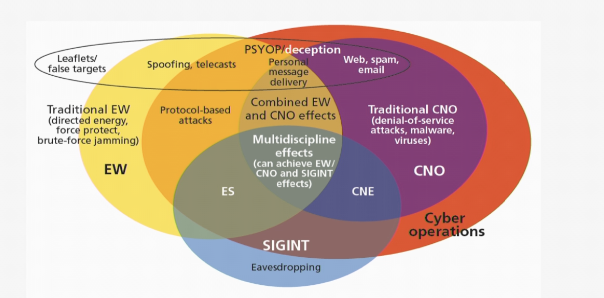 PSYOP/deception
Leaflets/
false targets
Spoofing, telecasts
Personal
message
delivery
Web, spam,
email
Traditional EW
(directed energy,
force protect,
brute-force jamming)
EW
Protocol-based
attacks
Combined EW
and CNO effects
Traditional CNO
(denial-of-service
attacks, malware,
viruses)
CNO
Multidiscipline
effects
(can achieve EW/
CNO and SIGINT
effects)
ES
CNE
Cyber
operations
SIGINT
Eavesdropping